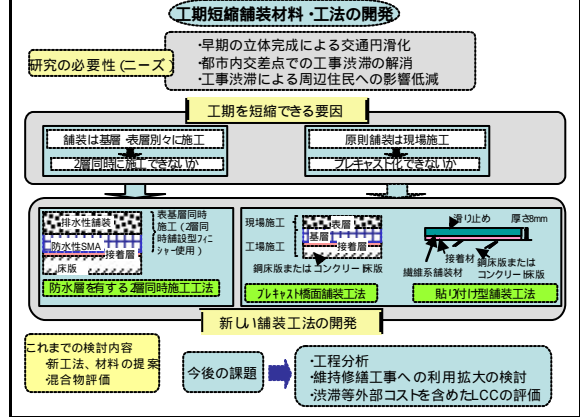 工期短縮舗装材料・工法の開発
研究の必要性(ニーズ)
・早期の立体完成による交通円滑化
・都市内交差点での工事渋滞の解消
・工事渋滞による周辺住民への影響低減
工期を短縮できる要因
舗装は基層・表層別々に施工
2層同時に施工できないか
原則舗装は現場施工
プレキャスト化できないか
排水性舗装
防水性SMA
接着層
床版
表基層同時
施工(2層同
時舗設型フィニ
シャー使用)
防水層を有する2層同時施工工法
現場施工
工場施工
表層
基層
接着層
鋼床版または コンクリート床版
プレキャスト橋面舗装工法
滑り止め
厚さ8mm
接着材
繊維系舗装材
鋼床版または
コンクリート床版
貼り付け型舗装工法
新しい舗装工法の開発
これまでの検討内容
・新工法、材料の提案
・混合物評価
今後の課題
・工程分析
・維持修繕工事への利用拡大の検討
・渋滞等外部コストを含めたLCCの評価